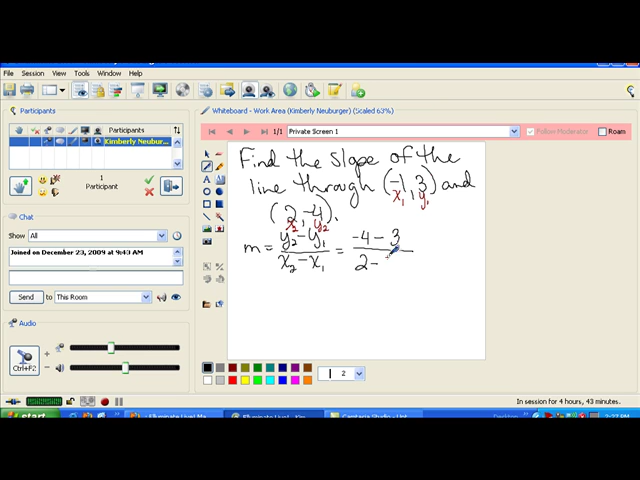 File Session View Tools Window Help
Participants
Whiteboard - Work Area (Kimberly Neuburger) (Scaled 63%)
1/1 Private Screen 1 Follow Moderator Roam
Participants
Kimberly Neubur...
1
Participant
Chat
Show All
Joined on December 23, 2009 at 2:23 AM
Send to This Room
Audio
Ctrl+F2
Find the slope of the
line through (-1, 3) and
x₁ y₁
(2, -4).
x₂ y₂
m = y₂ - y₁ / x₂ - x₁ = -4 - 3 / 2 -
2
In session for 4 hours, 43 minutes.
start